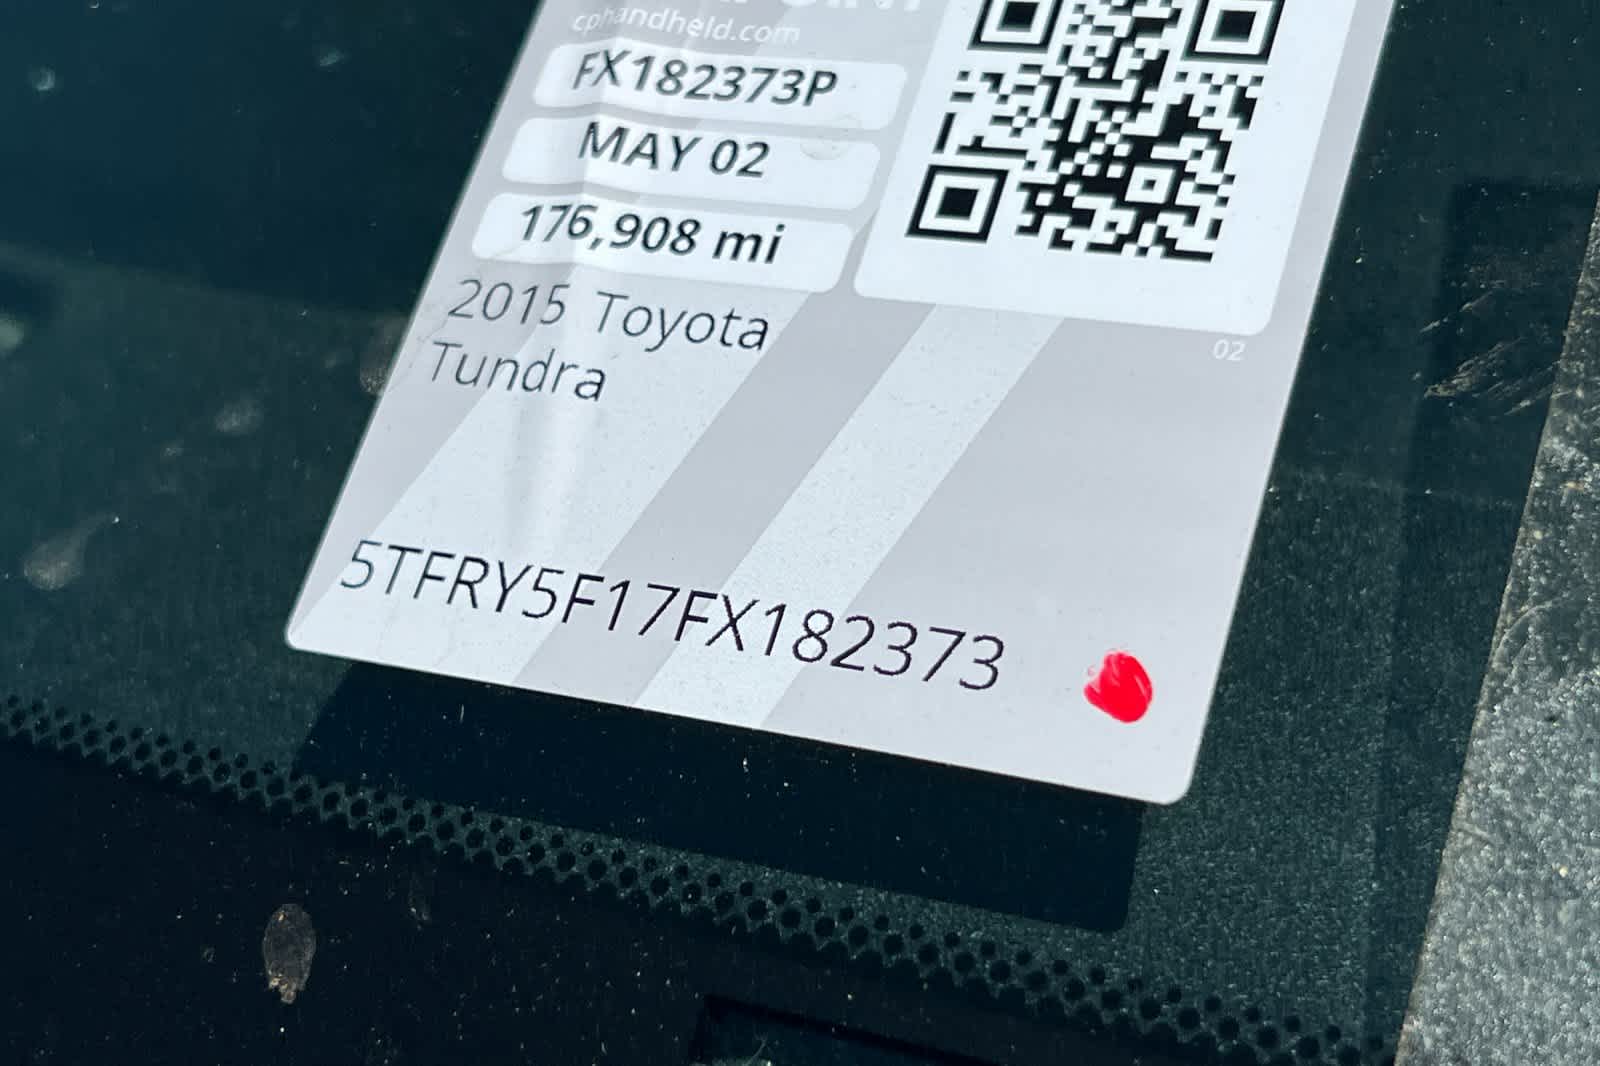 cphandheld.com
FX182373P
MAY 02
176,908 mi
2015 Toyota
Tundra
02
5TFRY5F17FX182373